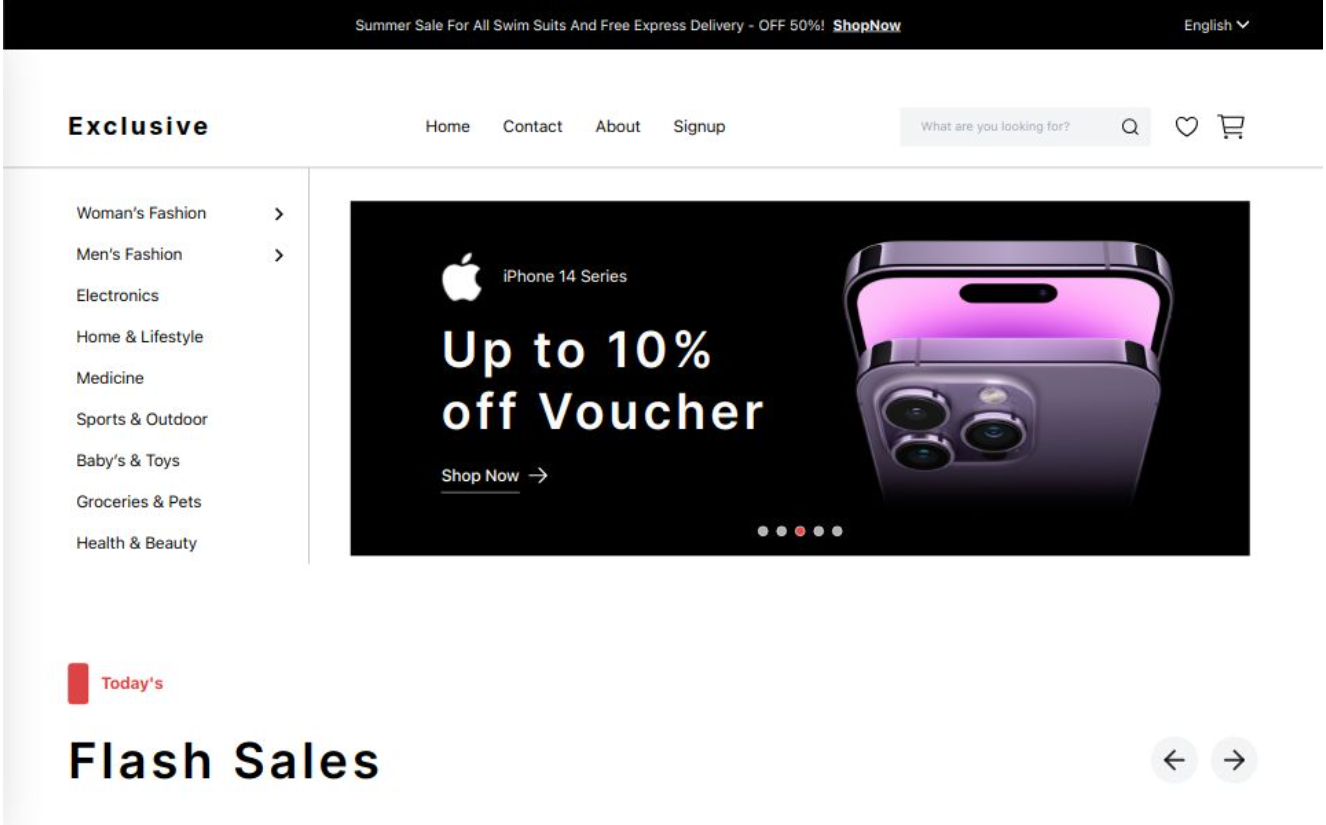 Summer Sale For All Swim Suits And Free Express Delivery - OFF 50%! ShopNow
English
Exclusive
Home Contact About Signup
What are you looking for?
Woman's Fashion
Men's Fashion
Electronics
Home & Lifestyle
Medicine
Sports & Outdoor
Baby's & Toys
Groceries & Pets
Health & Beauty
iPhone 14 Series
Up to 10%
off Voucher
Shop Now
Today's
Flash Sales